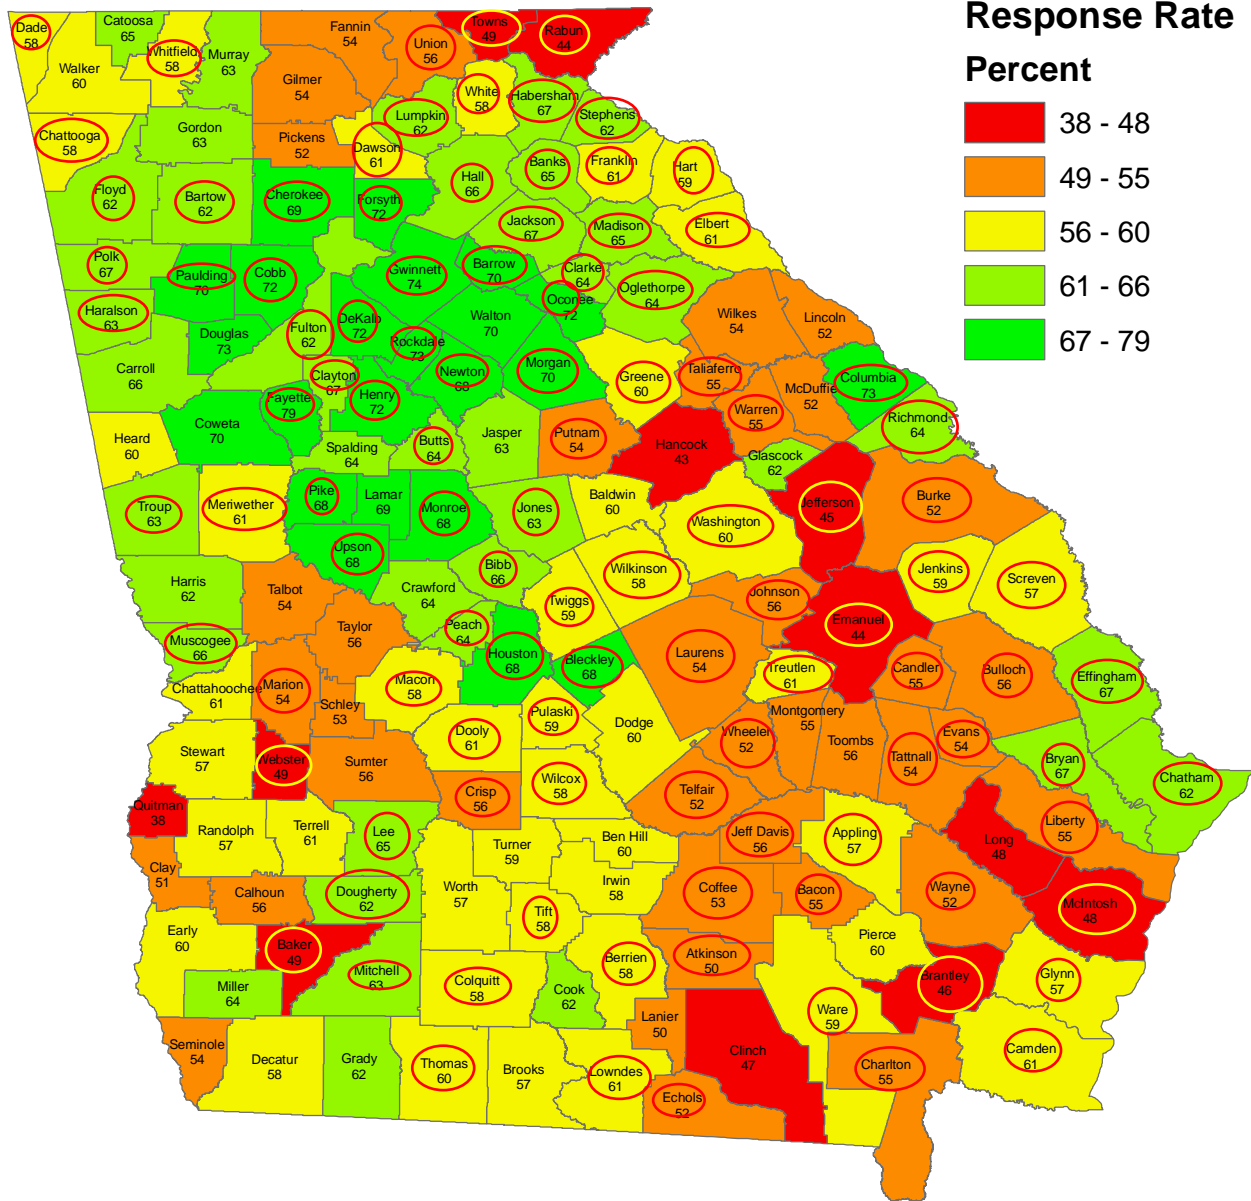 Response Rate
Percent
38 - 48
49 - 55
56 - 60
61 - 66
67 - 79
Dade
58
Walker
60
Catoosa
65
Whitfield
58
Murray
63
Fannin
54
Gilmer
54
Union
56
Towns
49
Rabun
44
White
58
Habersham
67
Stephens
62
Lumpkin
62
Chattooga
58
Gordon
63
Pickens
52
Dawson
61
Hall
66
Banks
65
Franklin
61
Hart
59
Floyd
62
Bartow
62
Cherokee
69
Forsyth
72
Jackson
67
Madison
65
Elbert
61
Polk
67
Paulding
70
Cobb
72
Gwinnett
74
Barrow
70
Clarke
64
Oglethorpe
64
Oconee
72
Haralson
63
Douglas
73
Fulton
62
DeKalb
72
Rockdale
73
Walton
70
Wilkes
54
Lincoln
52
Carroll
66
Clayton
67
Newton
68
Morgan
70
Greene
60
Taliaferro
55
McDuffie
52
Columbia
73
Fayette
79
Henry
72
Warren
55
Richmond
64
Heard
60
Coweta
70
Spalding
64
Butts
64
Jasper
63
Putnam
54
Hancock
43
Glascock
62
Troup
63
Meriwether
61
Pike
68
Lamar
69
Monroe
68
Jones
63
Baldwin
60
Washington
60
Jefferson
45
Burke
52
Upson
68
Bibb
66
Wilkinson
58
Jenkins
59
Screven
57
Harris
62
Talbot
54
Crawford
64
Twiggs
59
Johnson
56
Emanuel
44
Taylor
56
Peach
64
Muscogee
66
Houston
68
Bleckley
68
Laurens
54
Treutlen
61
Candler
55
Bulloch
56
Effingham
67
Chattahoochee
61
Marion
54
Schley
53
Macon
58
Pulaski
59
Dodge
60
Montgomery
55
Dooly
61
Wheeler
52
Toombs
56
Tattnall
54
Evans
54
Bryan
67
Chatham
62
Stewart
57
Webster
49
Sumter
56
Crisp
56
Wilcox
58
Telfair
52
Quitman
38
Randolph
57
Terrell
61
Lee
65
Turner
59
Ben Hill
60
Jeff Davis
56
Appling
57
Long
48
Liberty
55
Clay
51
Calhoun
56
Dougherty
62
Worth
57
Tift
58
Irwin
58
Coffee
53
Bacon
55
Wayne
52
McIntosh
48
Early
60
Baker
49
Mitchell
63
Berrien
58
Atkinson
50
Pierce
60
Brantley
46
Glynn
57
Miller
64
Colquitt
58
Cook
62
Lanier
50
Ware
59
Seminole
54
Decatur
58
Grady
62
Thomas
60
Brooks
57
Lowndes
61
Clinch
47
Echols
52
Charlton
55
Camden
61